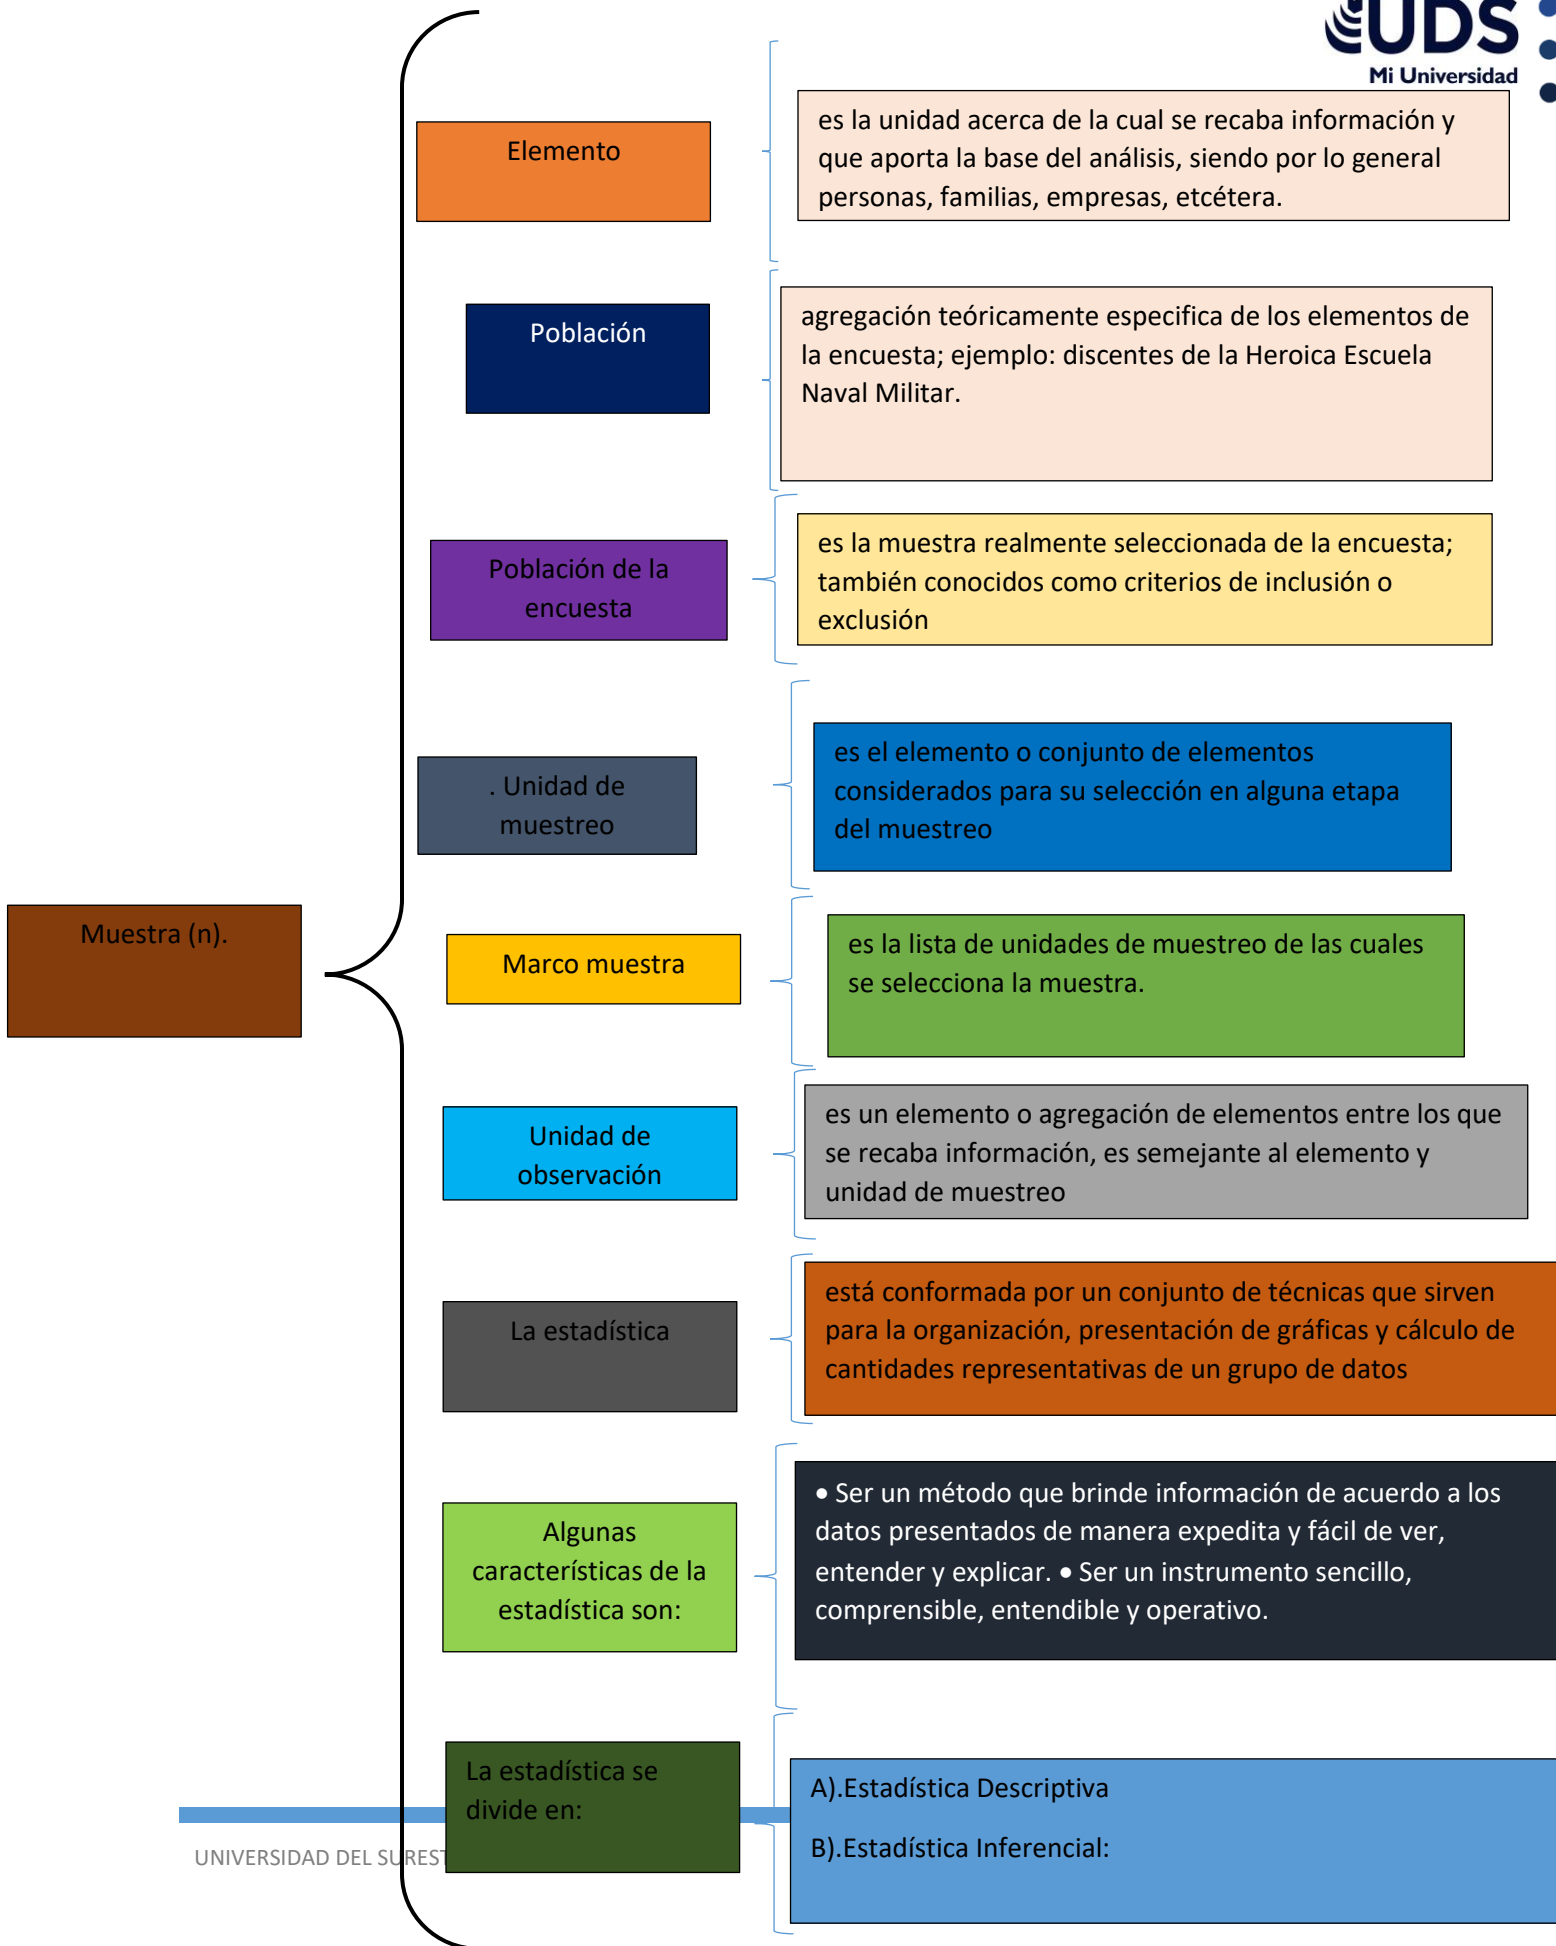 UDS
Mi Universidad
Elemento
es la unidad acerca de la cual se recaba información y
que aporta la base del análisis, siendo por lo general
personas, familias, empresas, etcétera.
Población
agregación teóricamente especifica de los elementos de
la encuesta; ejemplo: discentes de la Heroica Escuela
Naval Militar.
Población de la
encuesta
es la muestra realmente seleccionada de la encuesta;
también conocidos como criterios de inclusión o
exclusión
. Unidad de
muestreo
es el elemento o conjunto de elementos
considerados para su selección en alguna etapa
del muestreo
Muestra (n).
Marco muestra
es la lista de unidades de muestreo de las cuales
se selecciona la muestra.
Unidad de
observación
es un elemento o agregación de elementos entre los que
se recaba información, es semejante al elemento y
unidad de muestreo
La estadística
está conformada por un conjunto de técnicas que sirven
para la organización, presentación de gráficas y cálculo de
cantidades representativas de un grupo de datos
Algunas
características de la
estadística son:
• Ser un método que brinde información de acuerdo a los
datos presentados de manera expedita y fácil de ver,
entender y explicar. • Ser un instrumento sencillo,
comprensible, entendible y operativo.
La estadística se
divide en:
A).Estadística Descriptiva
B).Estadística Inferencial:
UNIVERSIDAD DEL SUREST